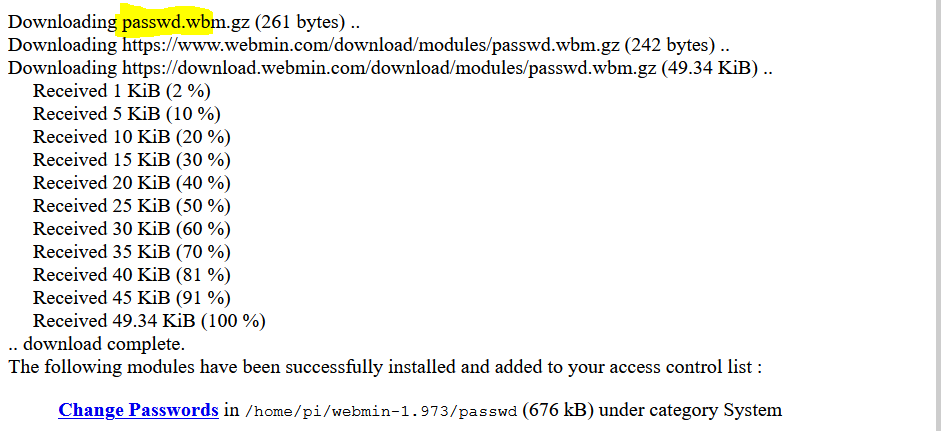 Downloading passwd.wbm.gz (261 bytes) ..
Downloading https://www.webmin.com/download/modules/passwd.wbm.gz (242 bytes) ..
Downloading https://download.webmin.com/download/modules/passwd.wbm.gz (49.34 KiB) ..
Received 1 KiB (2 %)
Received 5 KiB (10 %)
Received 10 KiB (20 %)
Received 15 KiB (30 %)
Received 20 KiB (40 %)
Received 25 KiB (50 %)
Received 30 KiB (60 %)
Received 35 KiB (70 %)
Received 40 KiB (81 %)
Received 45 KiB (91 %)
Received 49.34 KiB (100 %)
.. download complete.
The following modules have been successfully installed and added to your access control list :
Change Passwords in /home/pi/webmin-1.973/passwd (676 kB) under category System